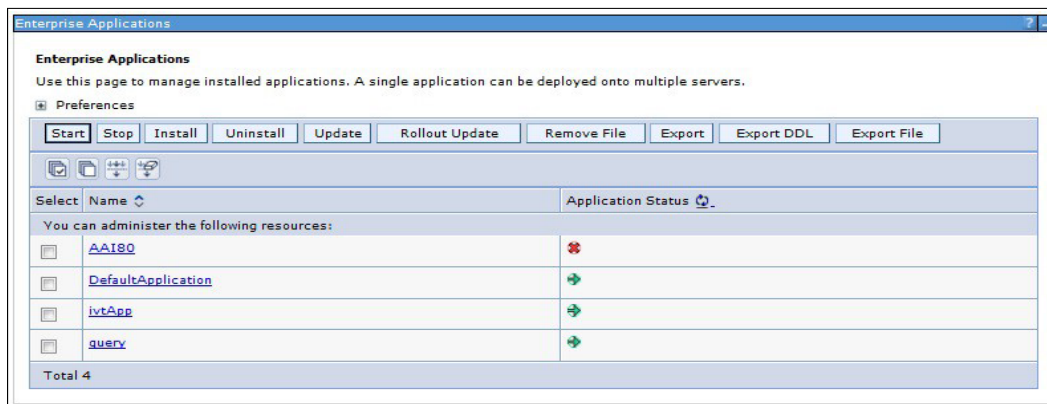 Enterprise Applications ? -
Enterprise Applications
Use this page to manage installed applications. A single application can be deployed onto multiple servers.
+ Preferences
Start Stop Install Uninstall Update Rollout Update Remove File Export Export DDL Export File
Select Name Application Status
You can administer the following resources:
AAI80
DefaultApplication
ivtApp
query
Total 4